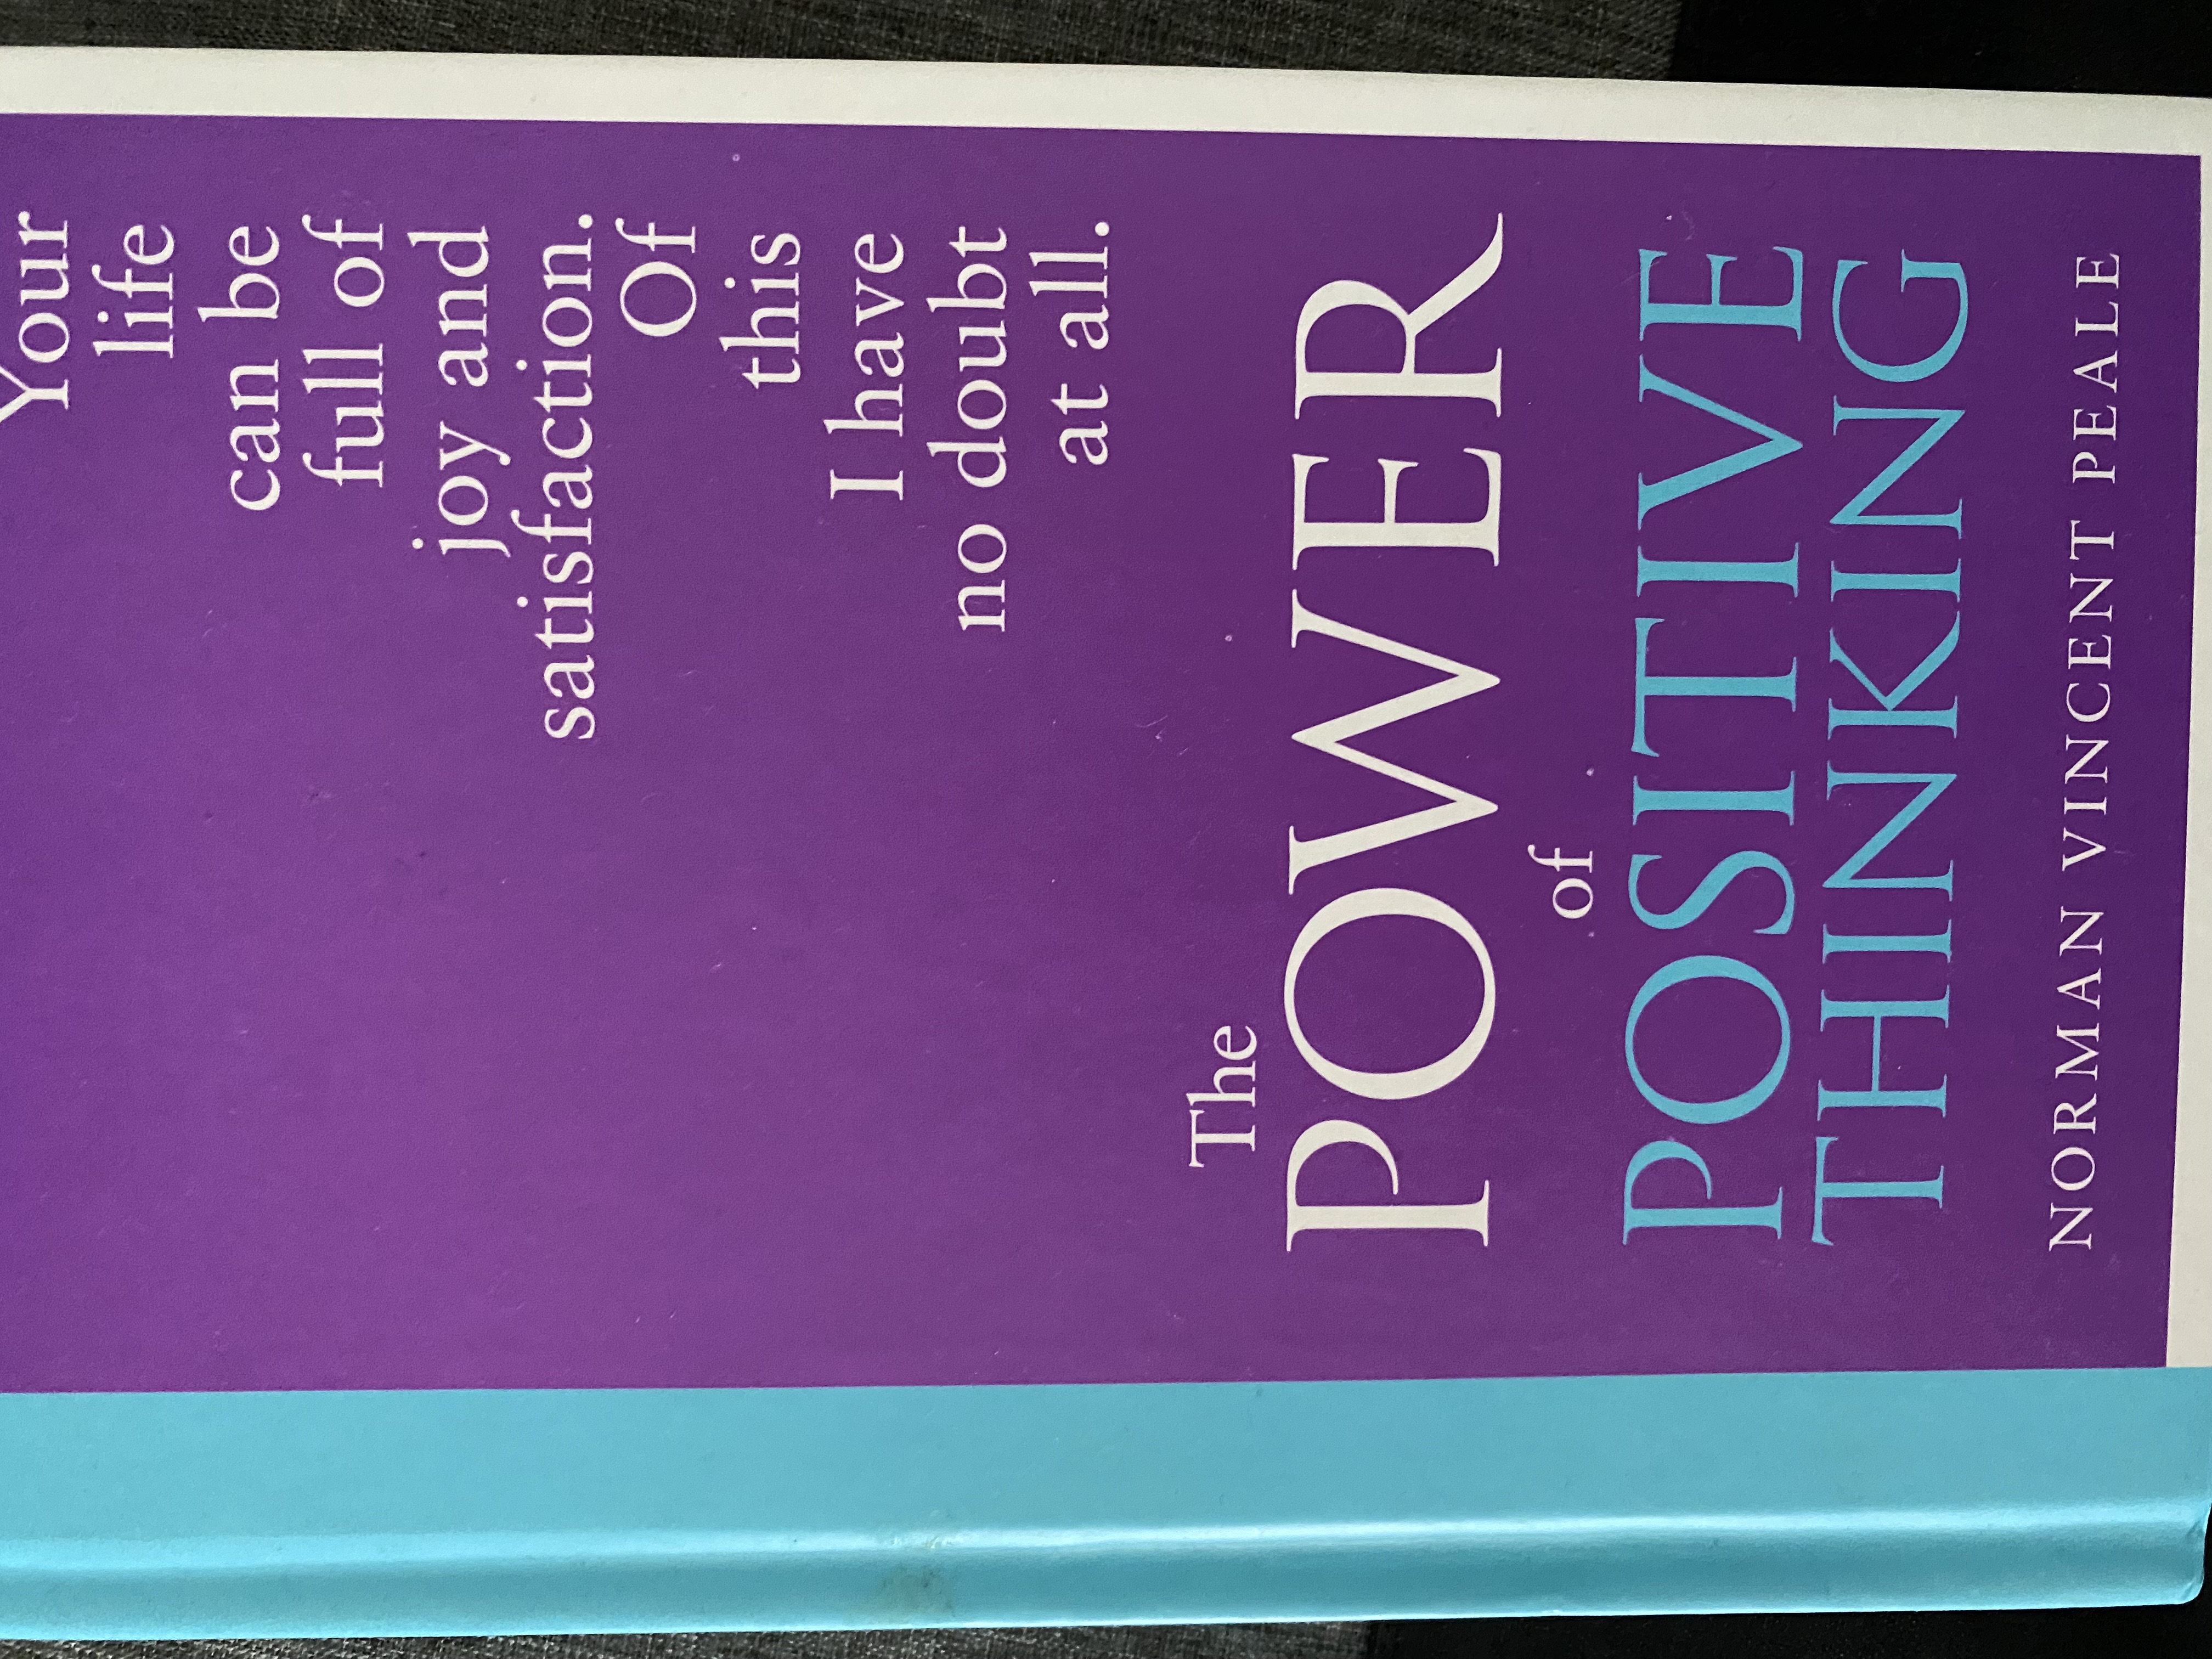 Your
life
can be
full of
joy and
satisfaction.
Of
this
I have
no doubt
at all.
The
POWER
of
POSITIVE
THINKING
NORMAN VINCENT PEALE